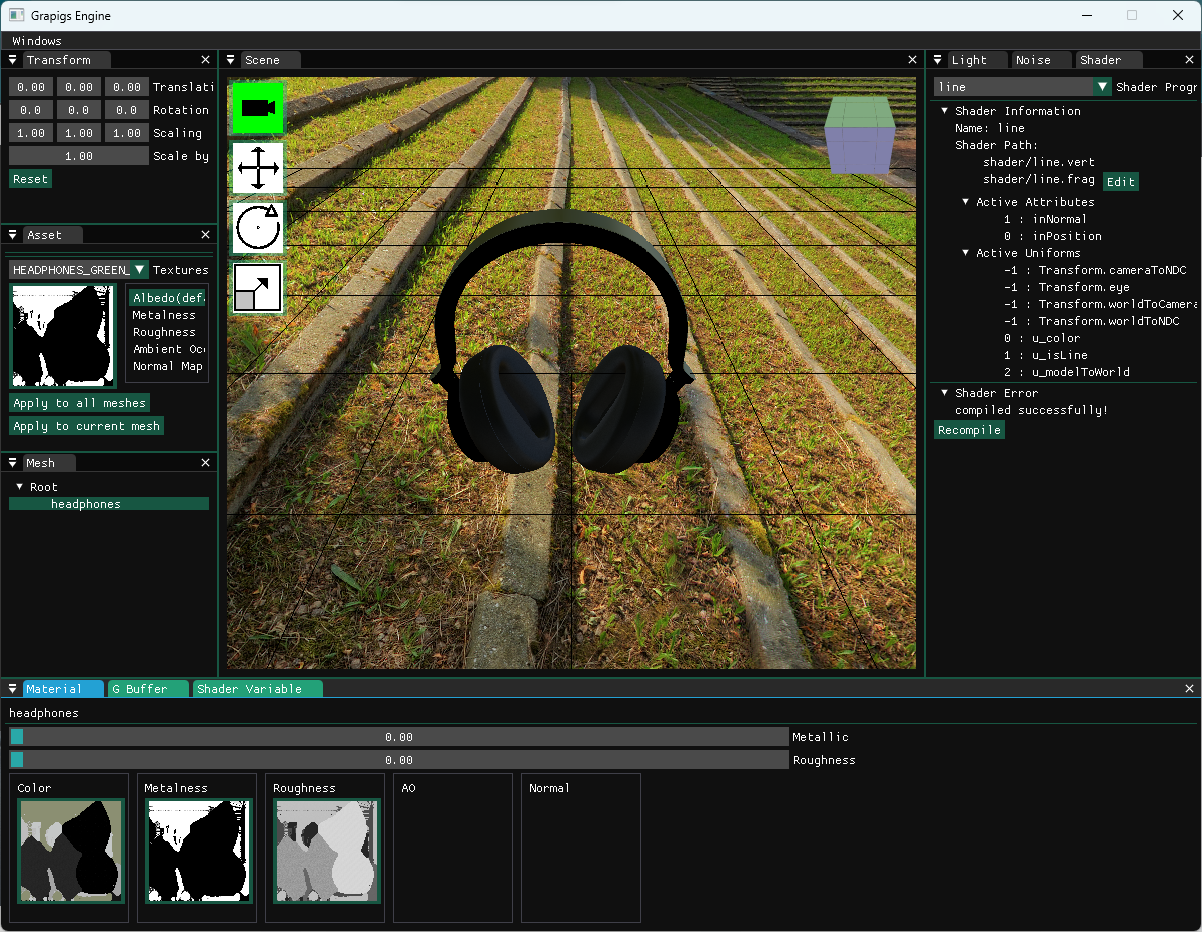 Grapigs Engine
Windows
Transform
0.00 0.00 0.00 Translati
0.0 0.0 0.0 Rotation
1.00 1.00 1.00 Scaling
1.00 Scale by
Reset
Asset
HEADPHONES_GREEN_ Textures
Albedo(def
Metalness
Roughness
Ambient Oc
Normal Map
Apply to all meshes
Apply to current mesh
Mesh
Root
headphones
Scene
Light Noise Shader
line Shader Progr
Shader Information
Name: line
Shader Path:
shader/line.vert
shader/line.frag Edit
Active Attributes
1 : inNormal
0 : inPosition
Active Uniforms
-1 : Transform.cameraToNDC
-1 : Transform.eye
-1 : Transform.worldToCamera
-1 : Transform.worldToNDC
0 : u_color
1 : u_isLine
2 : u_modelToWorld
Shader Error
compiled successfully!
Recompile
Material G Buffer Shader Variable
headphones
0.00 Metallic
0.00 Roughness
Color Metalness Roughness AO Normal